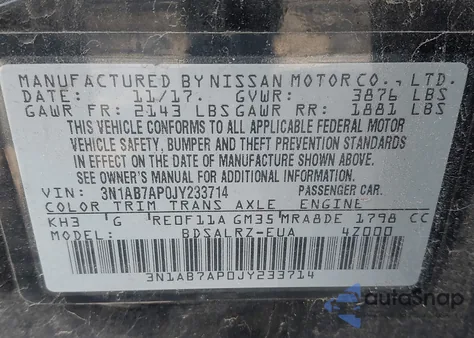 MANUFACTURED BY NISSAN MOTOR CO., LTD.
DATE: 11/17. GVWR: 3876 LBS
GAWR FR: 2143 LBS GAWR RR: 1881 LBS
THIS VEHICLE CONFORMS TO ALL APPLICABLE FEDERAL MOTOR
VEHICLE SAFETY, BUMPER AND THEFT PREVENTION STANDARDS
IN EFFECT ON THE DATE OF MANUFACTURE SHOWN ABOVE.
SEE OWNER'S MANUAL FOR ADDITIONAL INFORMATION.
VIN: 3N1AB7AP0JY233714 PASSENGER CAR.
COLOR TRIM TRANS AXLE ENGINE
KH3 G RE0F11A GM35 MRA8DE 1798 CC
MODEL: BDSALRZ-EUA 4Z000
3N1AB7AP0JY233714
autoSnap